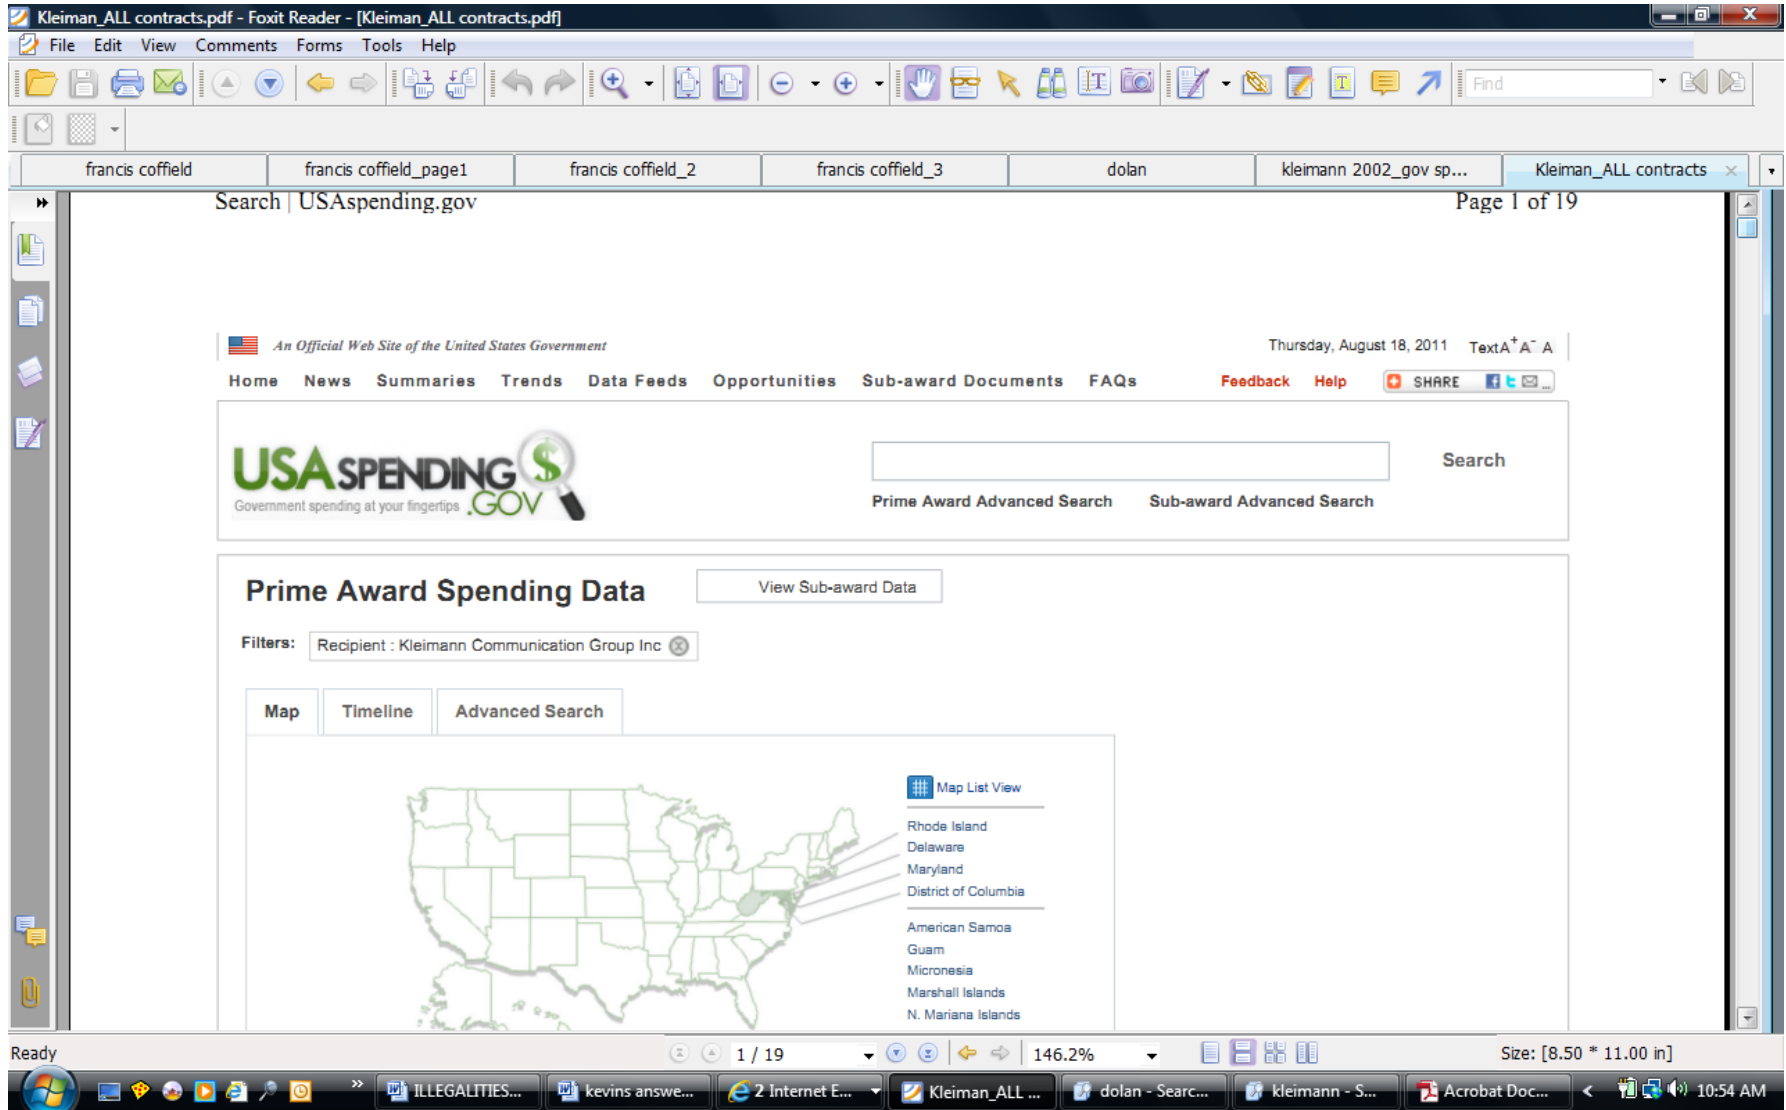 Kleiman_ALL contracts.pdf - Foxit Reader - [Kleiman_ALL contracts.pdf]
File Edit View Comments Forms Tools Help
Find
francis coffield francis coffield_page1 francis coffield_2 francis coffield_3 dolan kleimann 2002_gov sp... Kleiman_ALL contracts
Search | USAspending.gov Page 1 of 19
An Official Web Site of the United States Government Thursday, August 18, 2011 TextA+ A- A
Home News Summaries Trends Data Feeds Opportunities Sub-award Documents FAQs Feedback Help SHARE
USASPENDING.GOV
Government spending at your fingertips
Search
Prime Award Advanced Search Sub-award Advanced Search
Prime Award Spending Data View Sub-award Data
Filters: Recipient : Kleimann Communication Group Inc
Map Timeline Advanced Search
Map List View
Rhode Island
Delaware
Maryland
District of Columbia
American Samoa
Guam
Micronesia
Marshall Islands
N. Mariana Islands
Ready 1 / 19 146.2% Size: [8.50 * 11.00 in]
ILLEGALITIES... kevins answe... 2 Internet E... Kleiman_ALL ... dolan - Searc... kleimann - S... Acrobat Doc... 10:54 AM